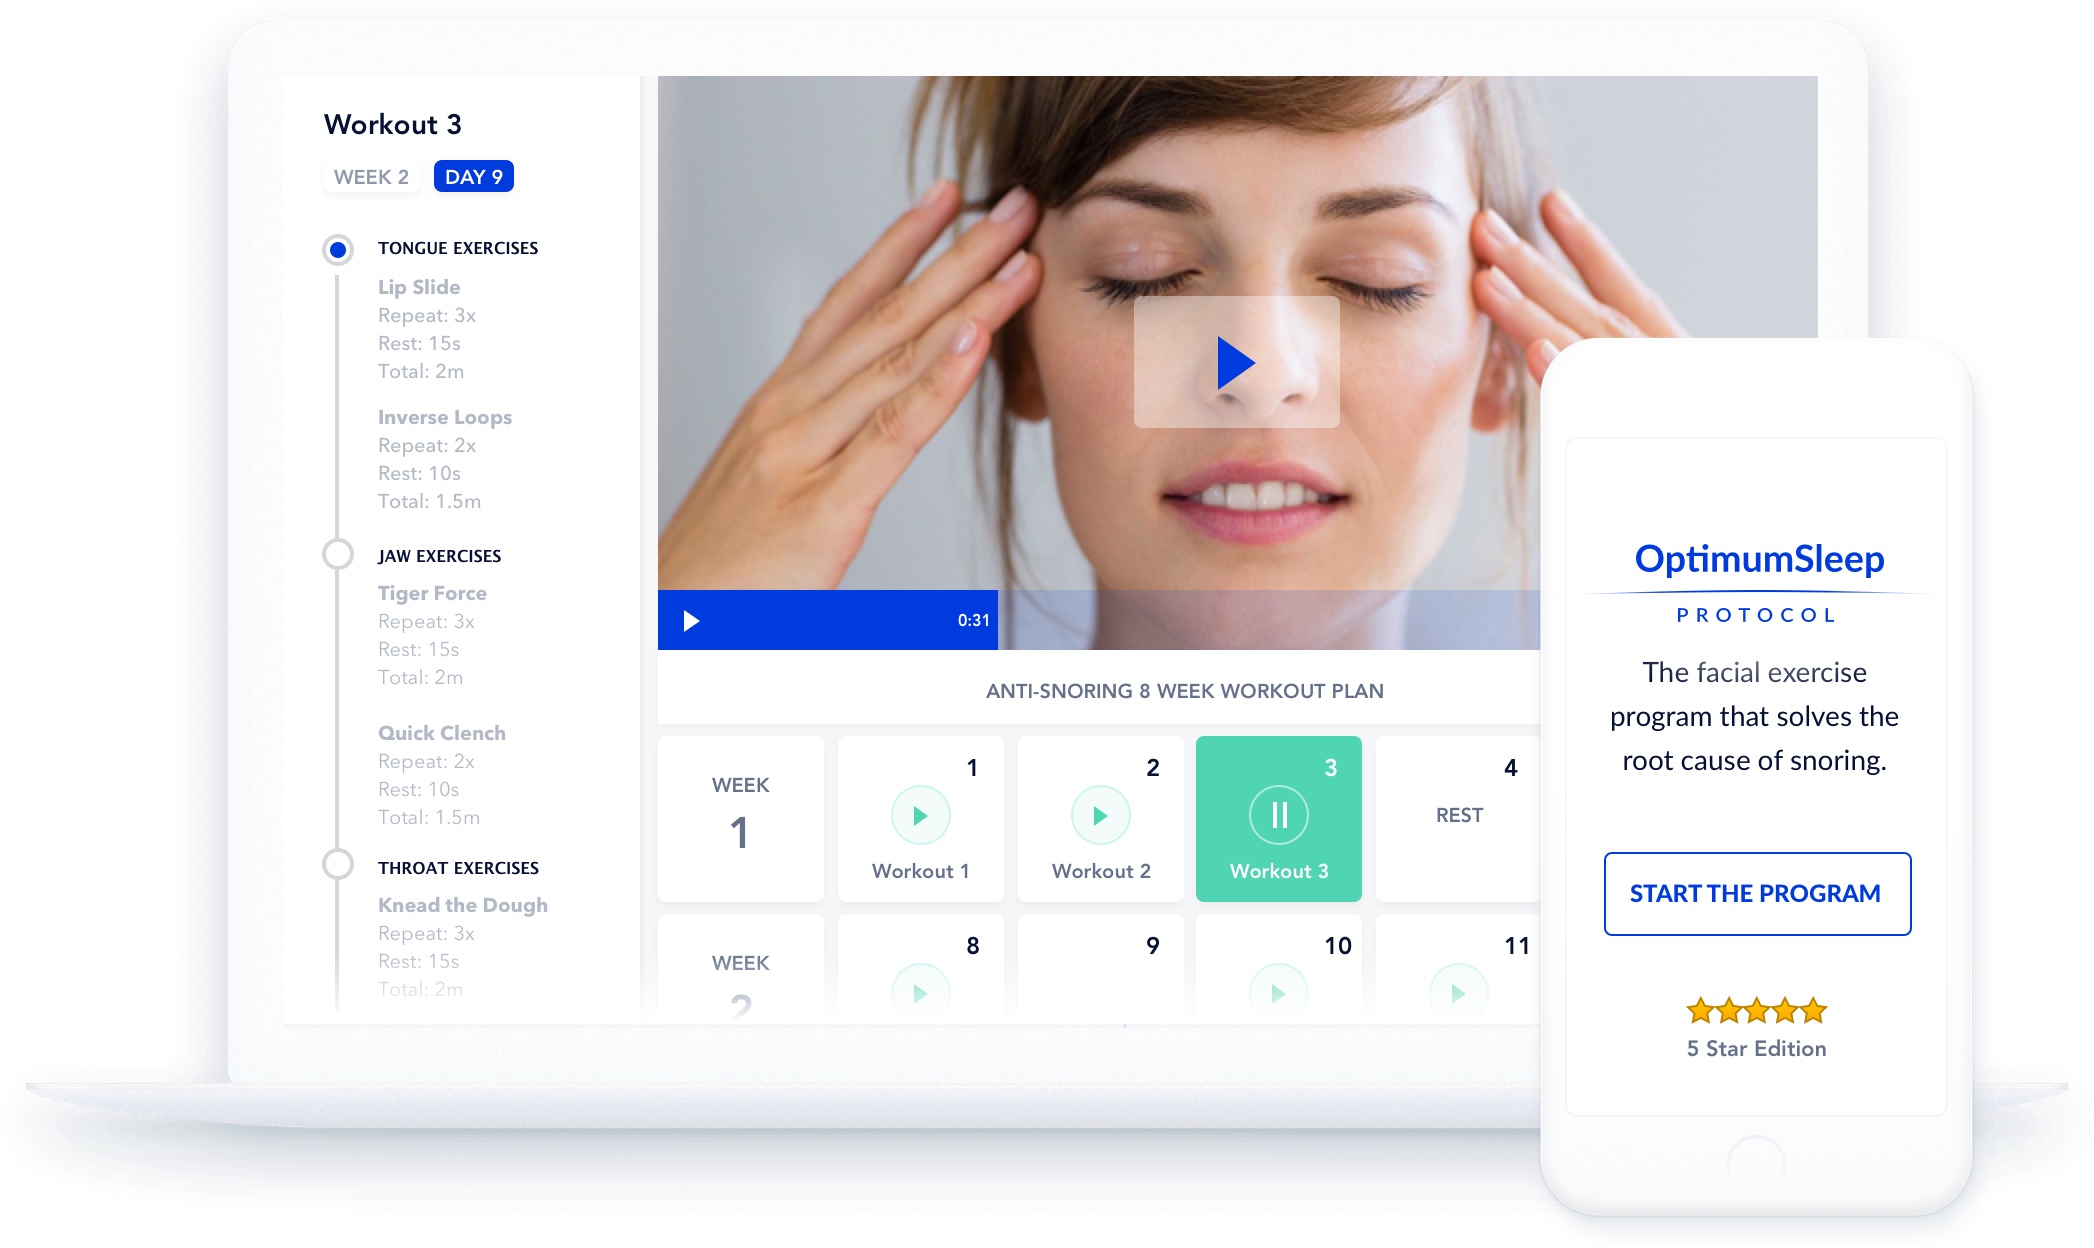 Workout 3
WEEK 2 DAY 9
TONGUE EXERCISES
Lip Slide
Repeat: 3x
Rest: 15s
Total: 2m
Inverse Loops
Repeat: 2x
Rest: 10s
Total: 1.5m
JAW EXERCISES
Tiger Force
Repeat: 3x
Rest: 15s
Total: 2m
Quick Clench
Repeat: 2x
Rest: 10s
Total: 1.5m
THROAT EXERCISES
Knead the Dough
Repeat: 3x
Rest: 15s
Total: 2m
0:31
ANTI-SNORING 8 WEEK WORKOUT PLAN
WEEK
1
1
Workout 1
2
Workout 2
3
Workout 3
4
REST
WEEK
2
8
9
10
11
OptimumSleep
PROTOCOL
The facial exercise
program that solves the
root cause of snoring.
START THE PROGRAM
5 Star Edition